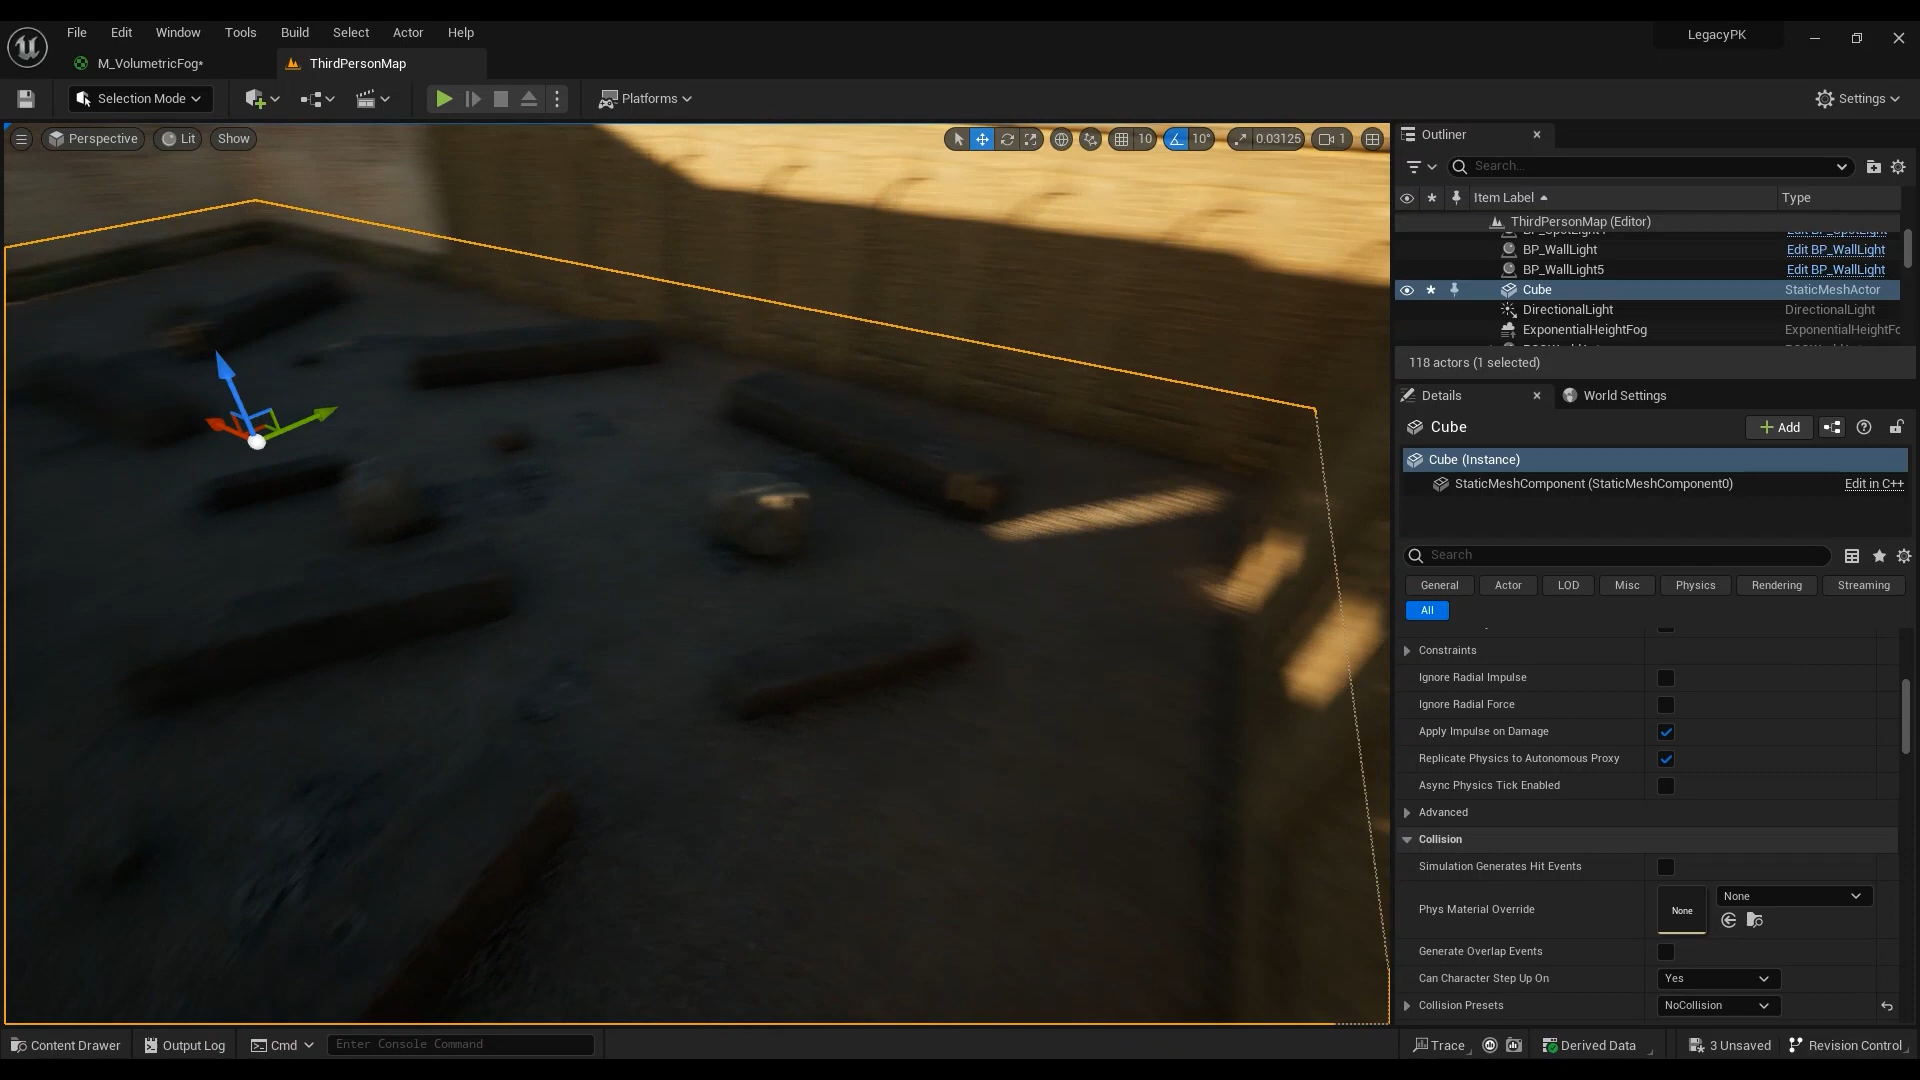 File Edit Window Tools Build Select Actor Help
LegacyPK
M_VolumetricFog*
ThirdPersonMap
Selection Mode
Platforms
Settings
Perspective
Lit
Show
10
10°
0.03125
1
Outliner
Search...
Item Label
Type
ThirdPersonMap (Editor)
BP_WallLight
Edit BP_WallLight
BP_WallLight5
Edit BP_WallLight
Cube
StaticMeshActor
DirectionalLight
DirectionalLight
ExponentialHeightFog
ExponentialHeightFo
118 actors (1 selected)
Details
World Settings
Cube
Add
Cube (Instance)
StaticMeshComponent (StaticMeshComponent0)
Edit in C++
Search
General
Actor
LOD
Misc
Physics
Rendering
Streaming
All
Constraints
Ignore Radial Impulse
Ignore Radial Force
Apply Impulse on Damage
Replicate Physics to Autonomous Proxy
Async Physics Tick Enabled
Advanced
Collision
Simulation Generates Hit Events
Phys Material Override
None
None
Generate Overlap Events
Can Character Step Up On
Yes
Collision Presets
NoCollision
Content Drawer
Output Log
Cmd
Enter Console Command
Trace
Derived Data
3 Unsaved
Revision Control